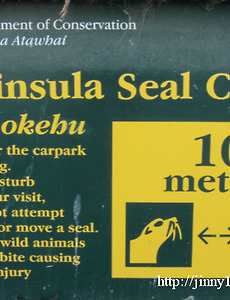 ment of Conservation
a Atawhai
insula Seal C
okehu
r the carpark
g.
sturb
ur visit,
ot attempt
or move a seal.
wild animals
bite causing
njury
10
met
http://jinny1